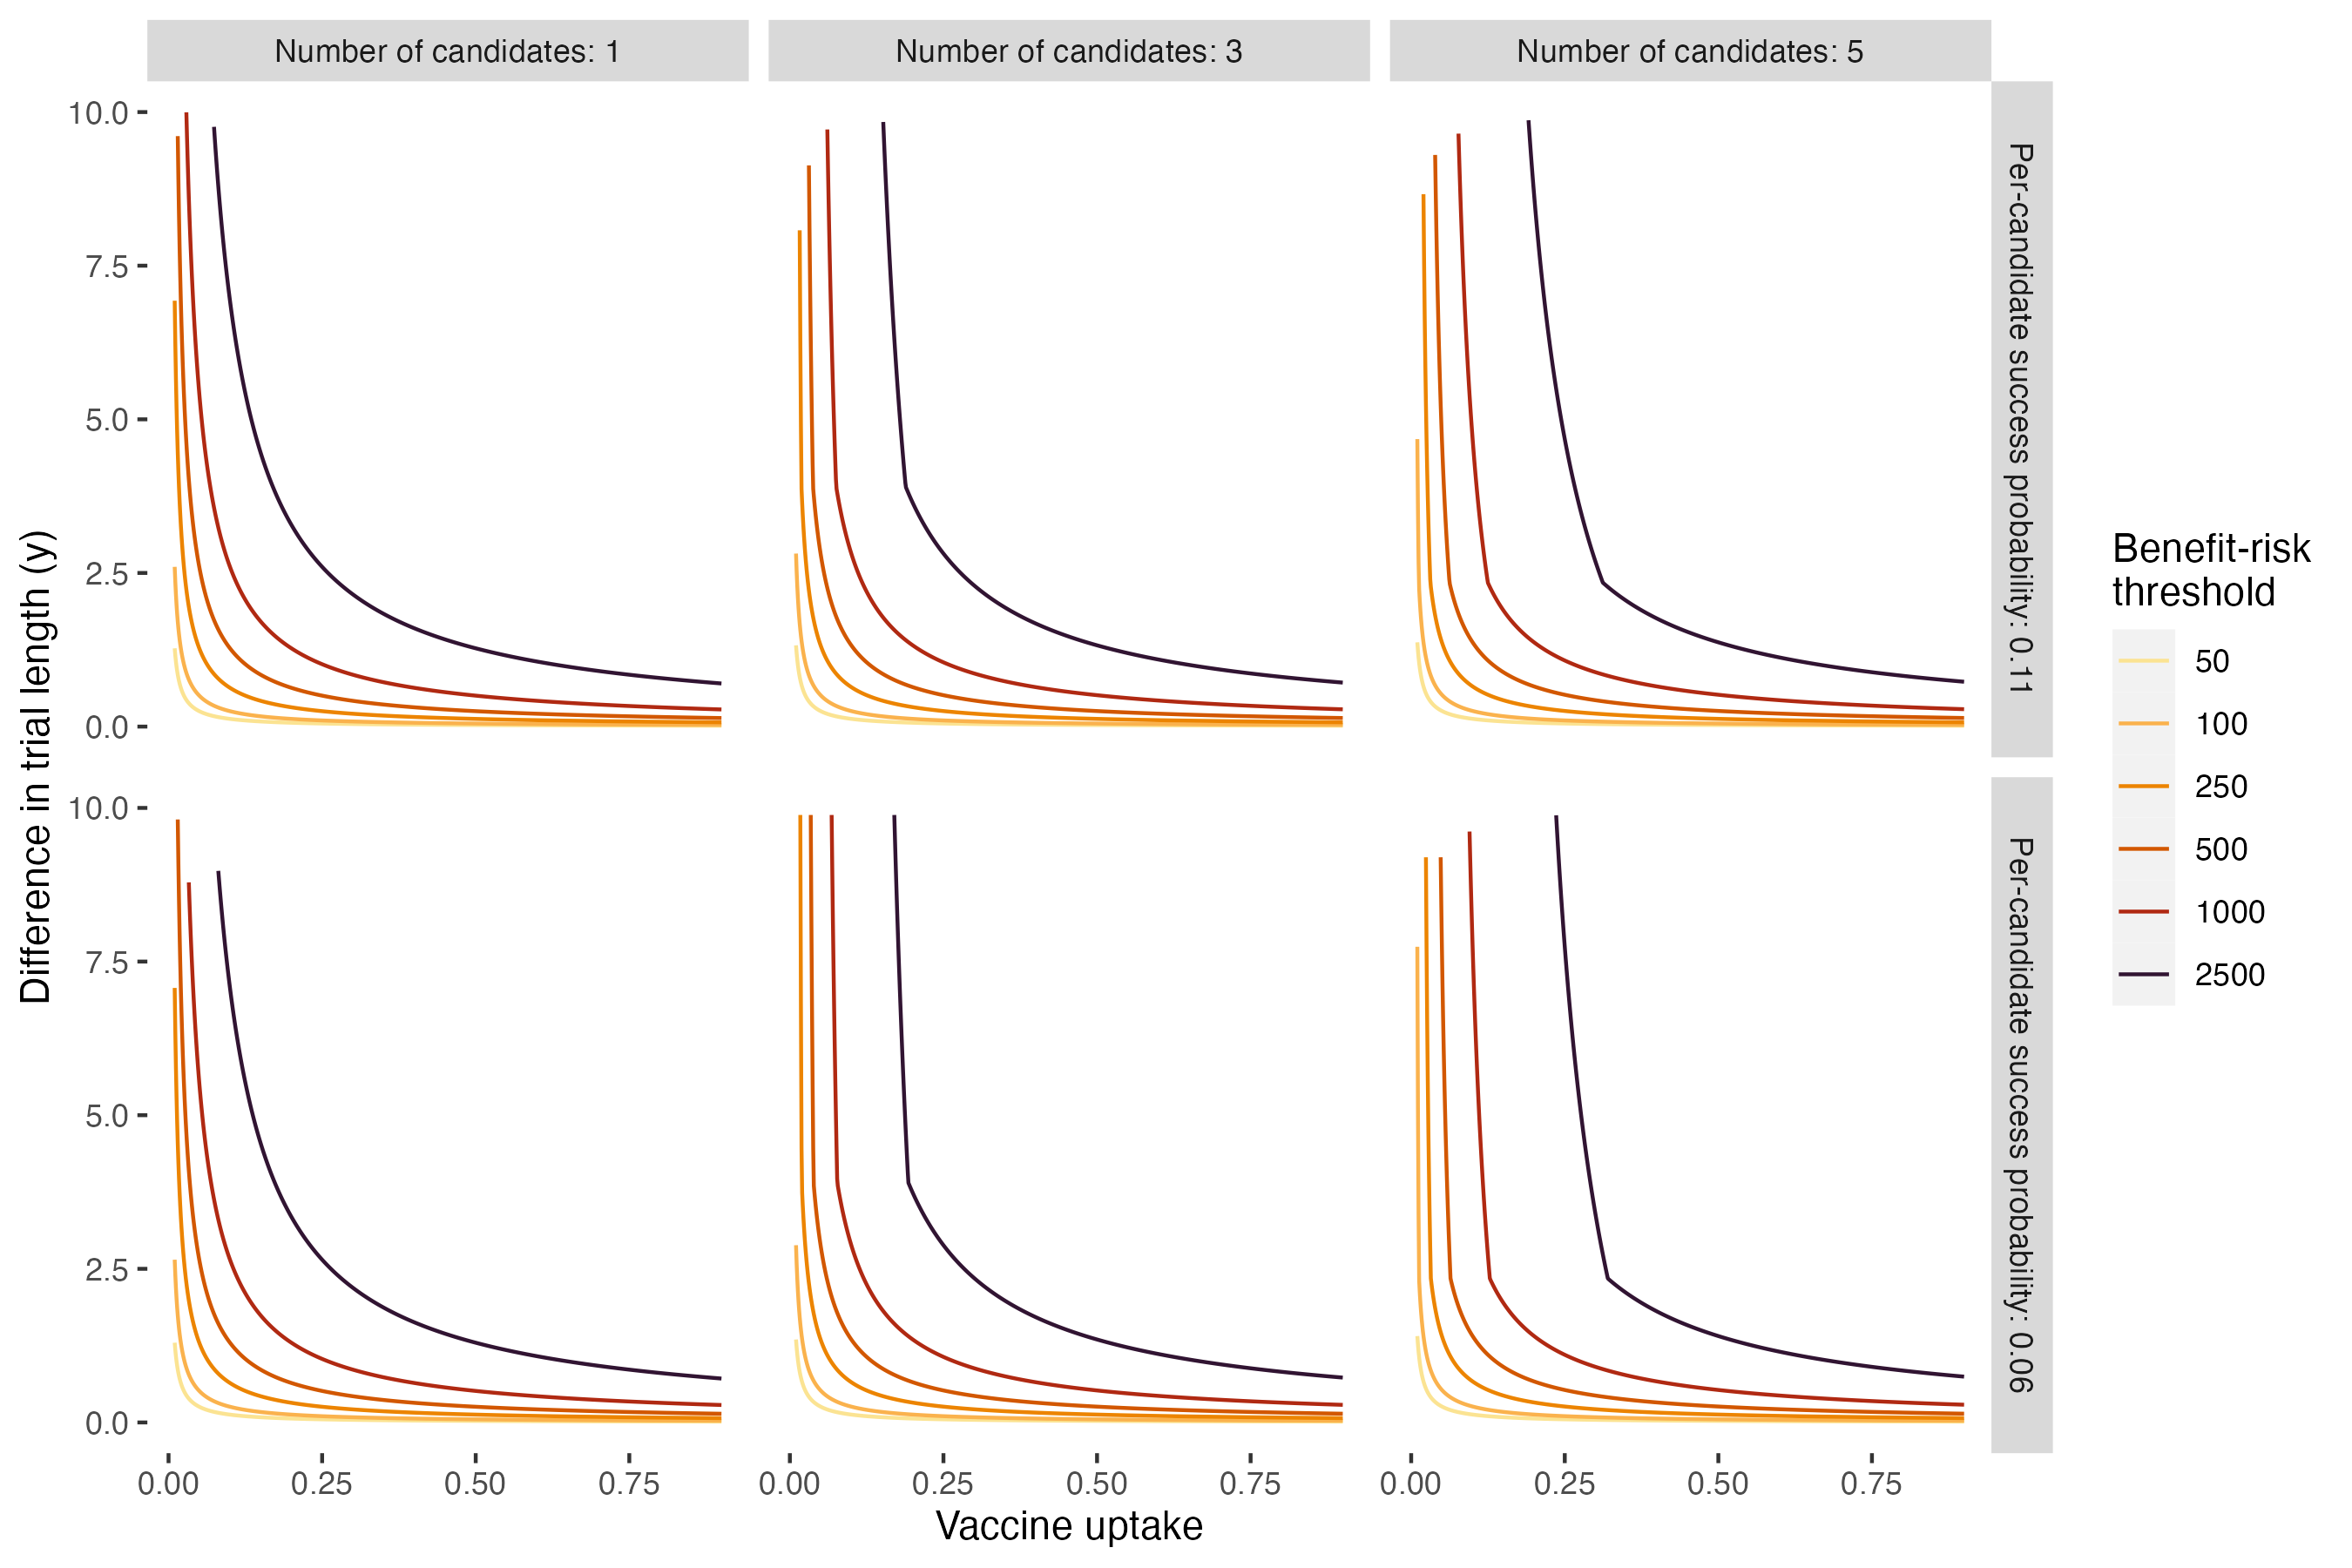 Number of candidates: 1
Number of candidates: 3
Number of candidates: 5
Difference in trial length (y)
10.0
7.5
5.0
2.5
0.0
Per-candidate success probability: 0.11
10.0
7.5
5.0
2.5
0.0
Per-candidate success probability: 0.06
0.00 0.25 0.50 0.75
0.00 0.25 0.50 0.75
0.00 0.25 0.50 0.75
Vaccine uptake
Benefit-risk
threshold
50
100
250
500
1000
2500